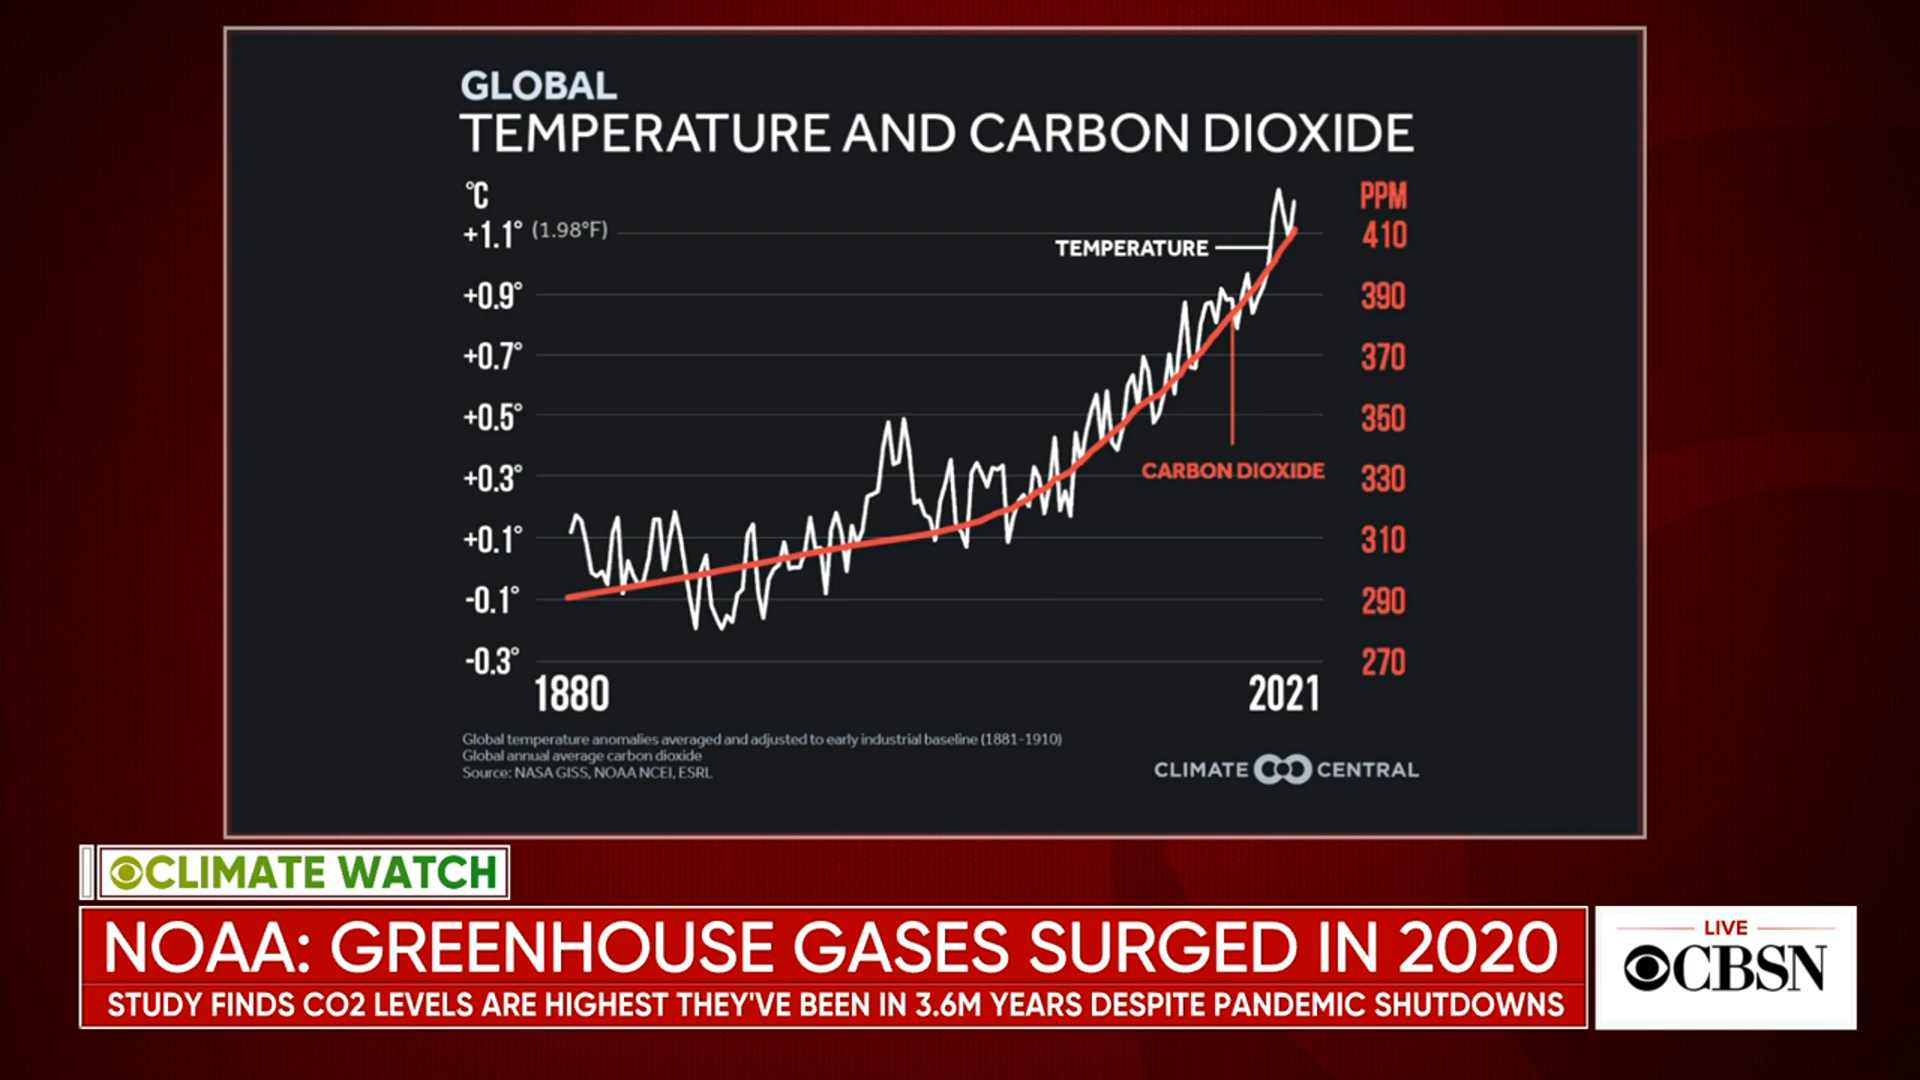 GLOBAL
TEMPERATURE AND CARBON DIOXIDE
°C
PPM
+1.1° (1.98°F)
410
TEMPERATURE
+0.9°
390
+0.7°
370
+0.5°
350
+0.3°
CARBON DIOXIDE
330
+0.1°
310
-0.1°
290
-0.3°
270
1880
2021
Global temperature anomalies averaged and adjusted to early industrial baseline (1881-1910)
Global annual average carbon dioxide
Source: NASA GISS, NOAA NCEI, ESRL
CLIMATE CENTRAL
CLIMATE WATCH
NOAA: GREENHOUSE GASES SURGED IN 2020
STUDY FINDS CO2 LEVELS ARE HIGHEST THEY'VE BEEN IN 3.6M YEARS DESPITE PANDEMIC SHUTDOWNS
LIVE
CBSN